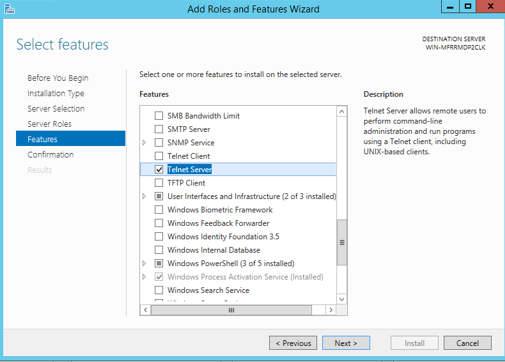 Add Roles and Features Wizard
Select features
DESTINATION SERVER
WIN-MFRRMDP2CLK
Before You Begin
Installation Type
Server Selection
Server Roles
Features
Confirmation
Results
Select one or more features to install on the selected server.
Features
SMB Bandwidth Limit
SMTP Server
SNMP Service
Telnet Client
Telnet Server
TFTP Client
User Interfaces and Infrastructure (2 of 3 installed)
Windows Biometric Framework
Windows Feedback Forwarder
Windows Identity Foundation 3.5
Windows Internal Database
Windows PowerShell (3 of 5 installed)
Windows Process Activation Service (Installed)
Windows Search Service
Description
Telnet Server allows remote users to
perform command-line
administration and run programs
using a Telnet client, including
UNIX-based clients.
< Previous
Next >
Install
Cancel